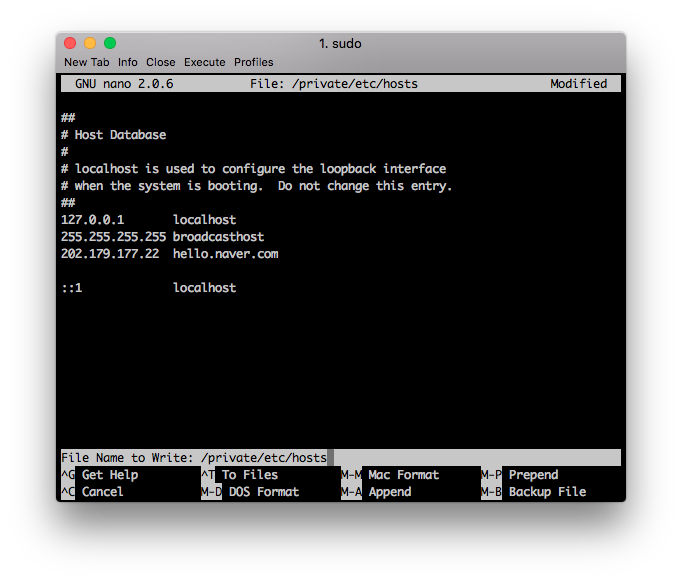 1. sudo
New Tab Info Close Execute Profiles
GNU nano 2.0.6 File: /private/etc/hosts Modified
##
# Host Database
#
# localhost is used to configure the loopback interface
# when the system is booting.  Do not change this entry.
##
127.0.0.1 localhost
255.255.255.255 broadcasthost
202.179.177.22 hello.naver.com
::1 localhost
File Name to Write: /private/etc/hosts
^G Get Help ^T To Files M-M Mac Format M-P Prepend
^C Cancel M-D DOS Format M-A Append M-B Backup File